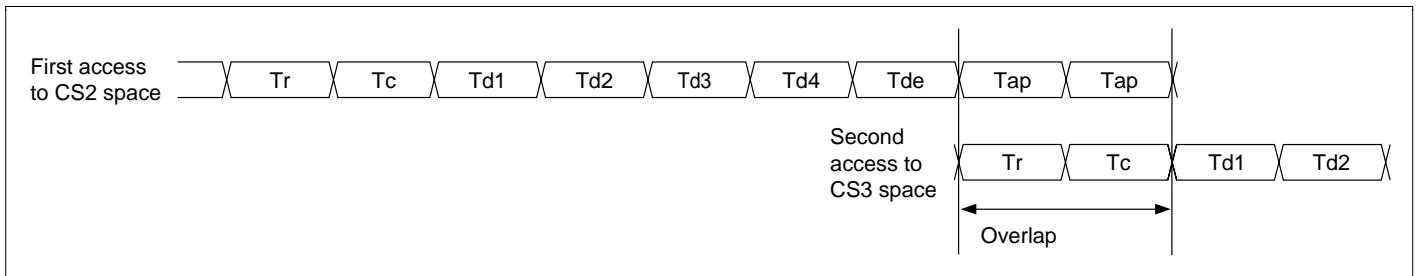 First access
to CS2 space
Tr Tc Td1 Td2 Td3 Td4 Tde Tap Tap
Second
access to
CS3 space
Tr Tc Td1 Td2
Overlap